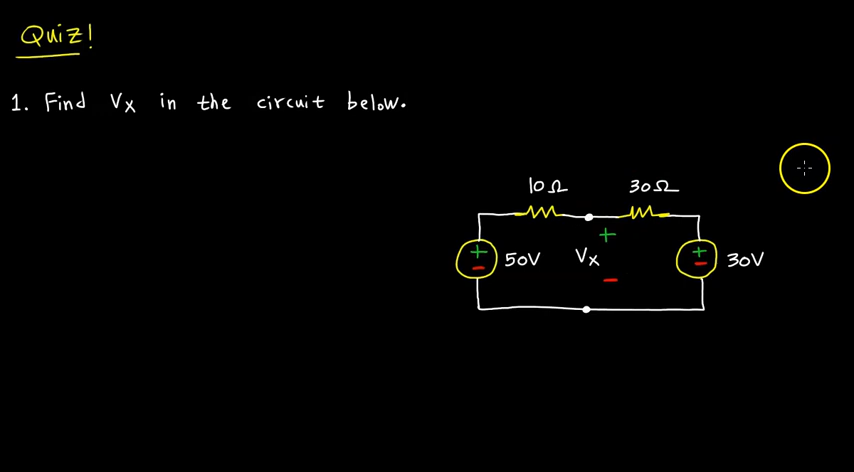 Quiz!
1. Find Vx in the circuit below.
10Ω 30Ω
+ + +
- 50V Vx - 30V
-